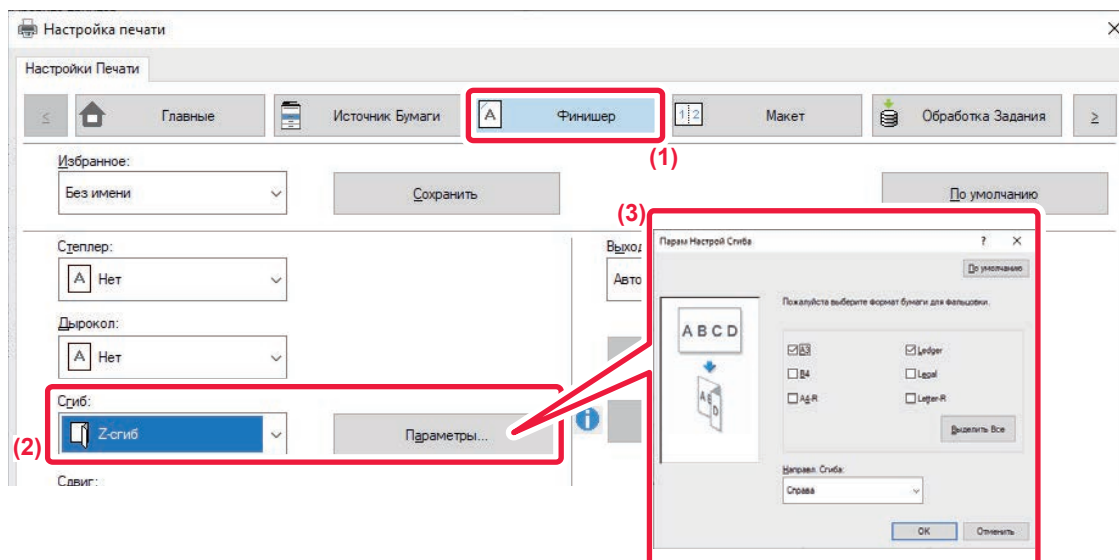 Настройка печати
Настройки Печати
Главные
Источник Бумаги
A
Финишер
1 2
Макет
Обработка Задания
(1)
Избранное:
Без имени
Сохранить
По умолчанию
(3)
Степлер:
A Нет
Выход
Авто
Дырокол:
A Нет
Сгиб:
Z-сгиб
Параметры...
(2)
Сдвиг:
Парам Настрой Сгиба
?
По умолчанию
Пожалуйста выберите формат бумаги для фальцовки.
A B C D
A3
Ledger
B4
Legal
A4-R
Letter-R
Выделить Все
Направл. Сгиба:
Справа
OK
Отменить